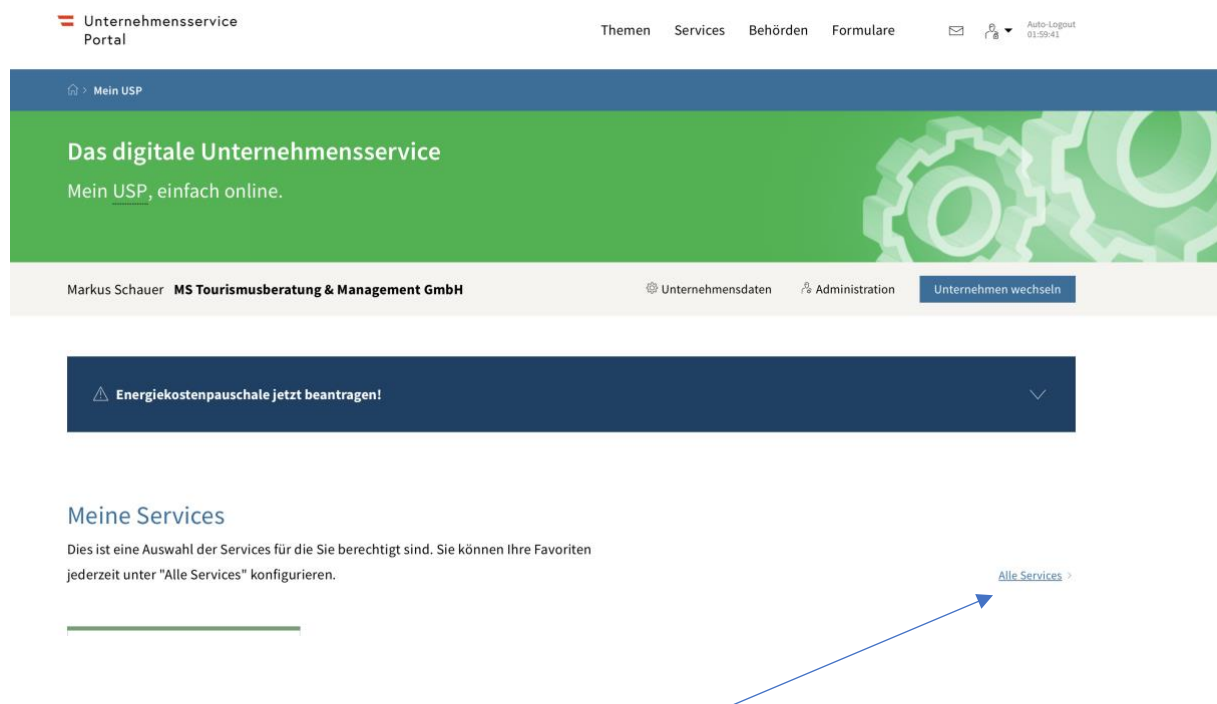 Unternehmensservice
Portal
Themen Services Behörden Formulare
Auto-Logout
01:59:41
Mein USP
Das digitale Unternehmensservice
Mein USP, einfach online.
Markus Schauer MS Tourismusberatung & Management GmbH Unternehmensdaten Administration Unternehmen wechseln
Energiekostenpauschale jetzt beantragen!
Meine Services
Dies ist eine Auswahl der Services für die Sie berechtigt sind. Sie können Ihre Favoriten
jederzeit unter "Alle Services" konfigurieren.
Alle Services